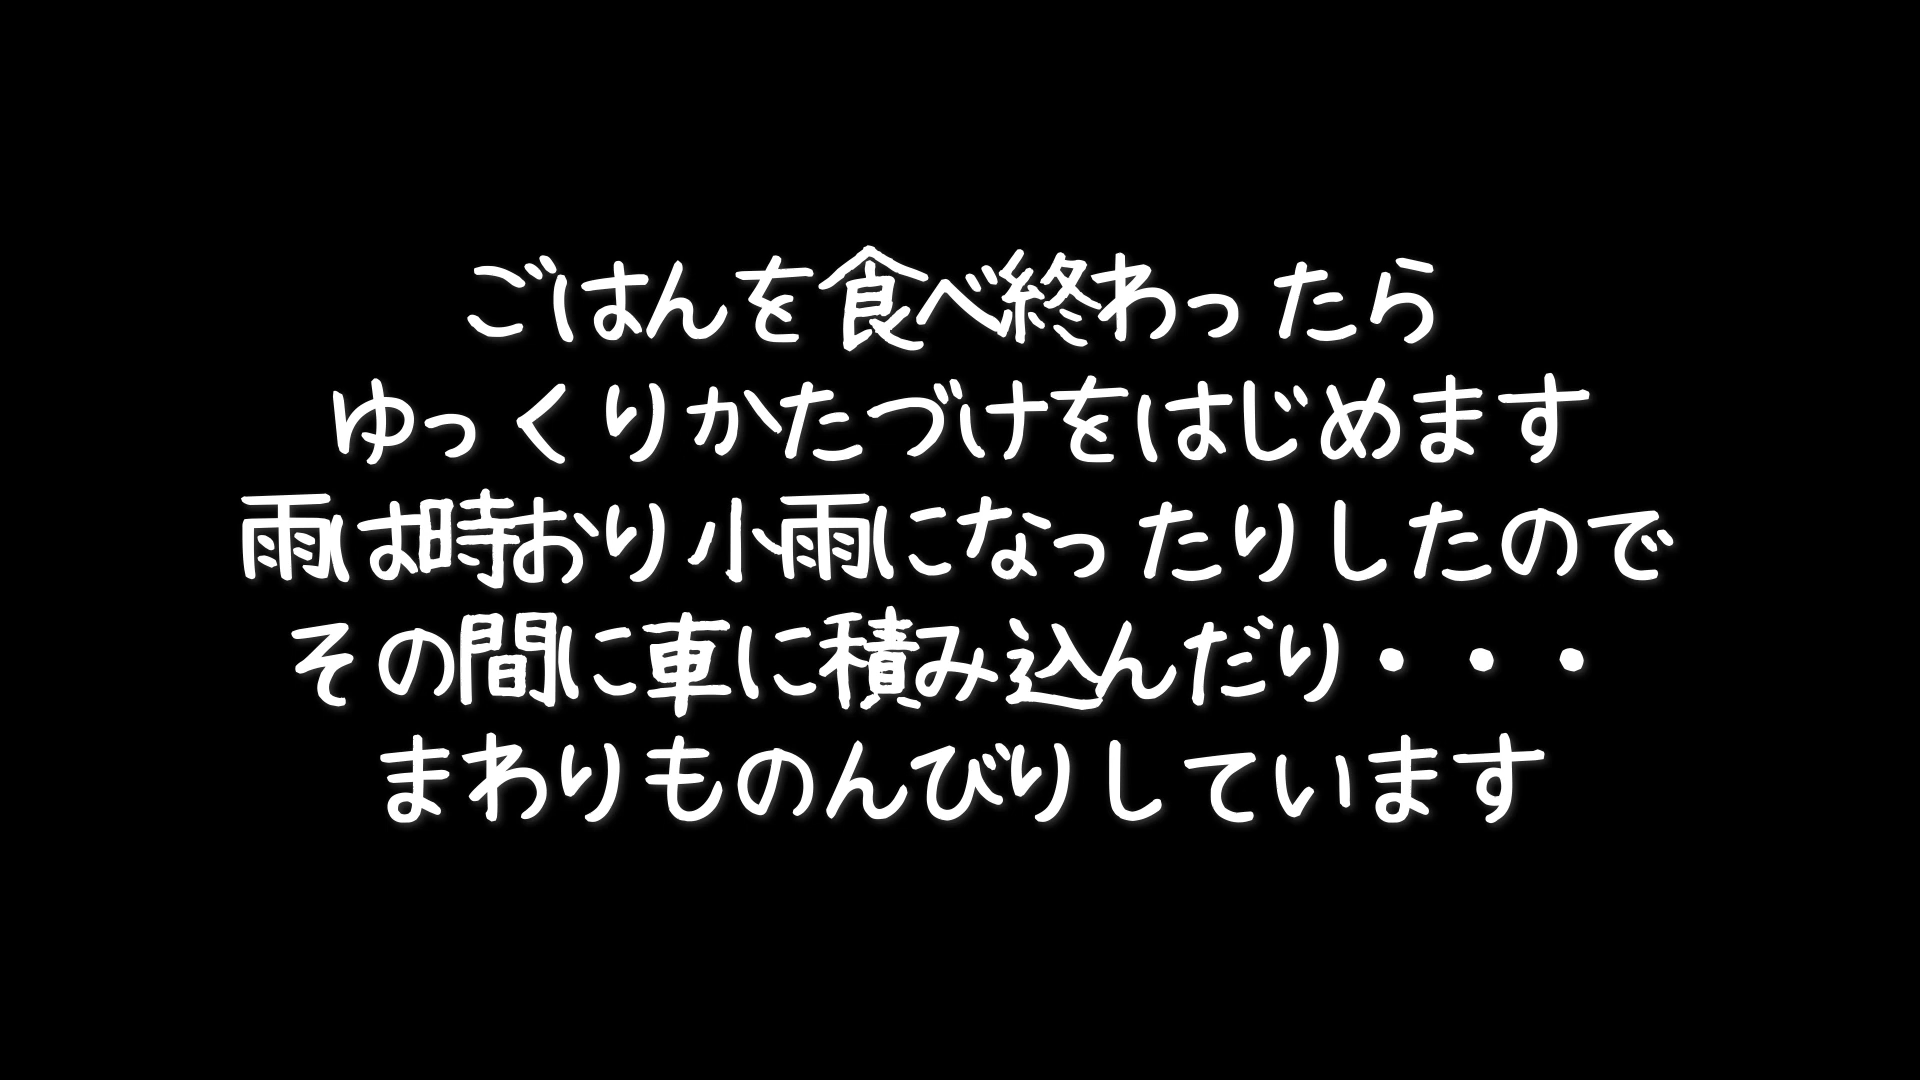 ごはんを食べ終わったら
ゆっくりかたづけをはじめます
雨は時おり小雨になったりしたので
その間に車に積み込んだり・・・
まわりものんびりしています